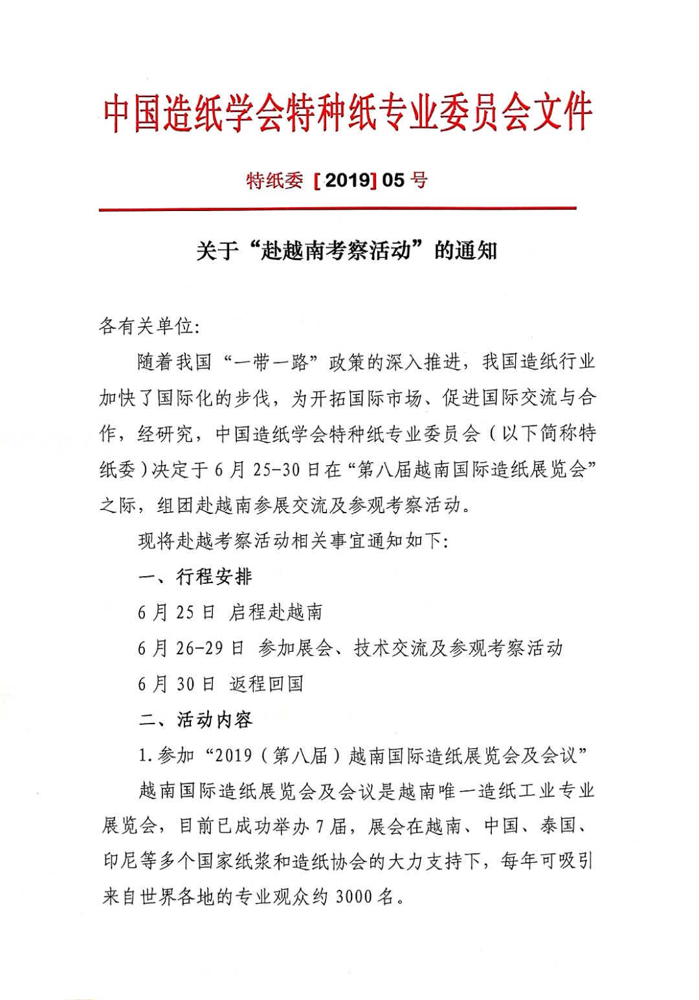 中国造纸学会特种纸专业委员会文件
特纸委 [2019] 05 号
关于“赴越南考察活动”的通知
各有关单位:
随着我国“一带一路”政策的深入推进，我国造纸行业
加快了国际化的步伐，为开拓国际市场、促进国际交流与合
作，经研究，中国造纸学会特种纸专业委员会（以下简称特
纸委)决定于 6 月 25-30 日在“第八届越南国际造纸展览会”
之际，组团赴越南参展交流及参观考察活动。
现将赴越考察活动相关事宜通知如下:
一、行程安排
6 月 25 日 启程赴越南
6 月 26-29 日 参加展会、技术交流及参观考察活动
6 月 30 日 返程回国
二、活动内容
1.参加“2019（第八届）越南国际造纸展览会及会议”
越南国际造纸展览会及会议是越南唯一造纸工业专业
展览会，目前已成功举办 7 届，展会在越南、中国、泰国、
印尼等多个国家纸浆和造纸协会的大力支持下，每年可吸引
来自世界各地的专业观众约 3000 名。